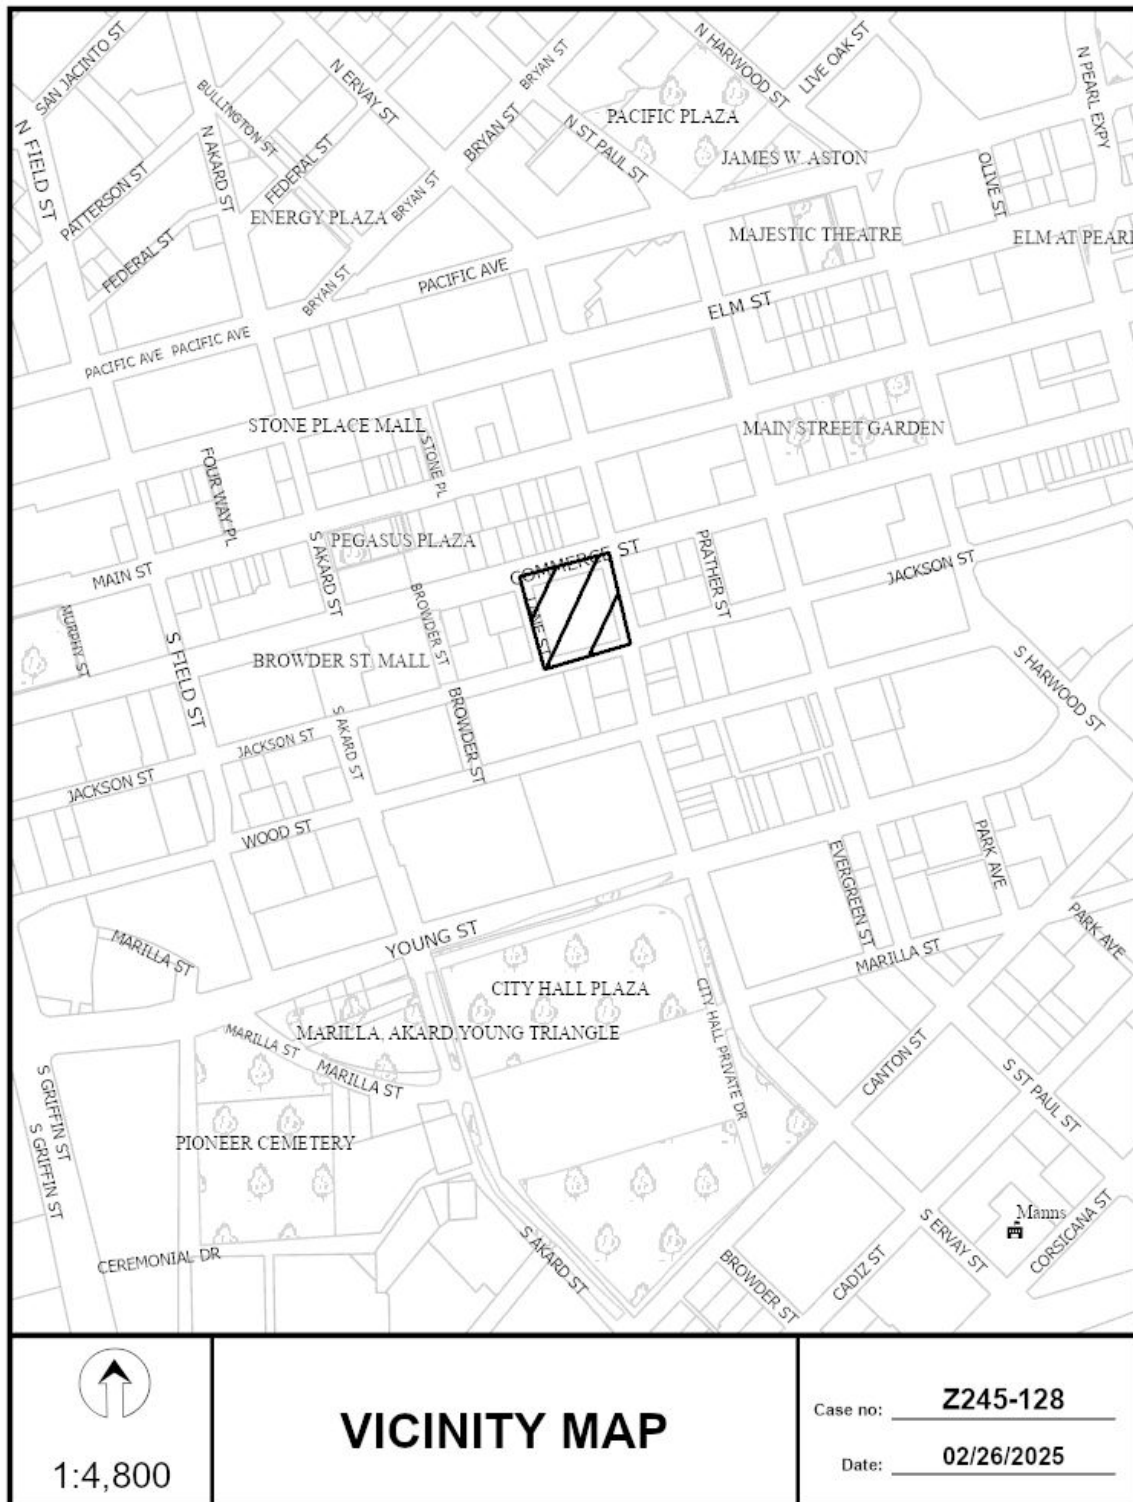 SAN JACINTO ST
BULLINGTON ST
N ERVAY ST
BRYAN ST
N HARWOOD ST
LIVE OAK ST
N PEARL EXPY
N FIELD ST
N AKARD ST
FEDERAL ST
BRYAN ST
N ST PAUL ST
PACIFIC PLAZA
JAMES W. ASTON
OLIVE ST
PATTERSON ST
ENERGY PLAZA
BRYAN ST
FEDERAL ST
MAJESTIC THEATRE
ELM AT PEARL
BRYAN ST
PACIFIC AVE
ELM ST
PACIFIC AVE PACIFIC AVE
STONE PLACE MALL
STONE PL
MAIN STREET GARDEN
FOUR WAY PL
PEGASUS PLAZA
S AKARD ST
COMMERCE ST
PRATHER ST
JACKSON ST
MAIN ST
LANE ST
BROWDER ST
MURPHY ST
S FIELD ST
BROWDER ST. MALL
S HARWOOD ST
JACKSON ST
S AKARD ST
BROWDER ST
JACKSON ST
WOOD ST
EVERGREEN ST
PARK AVE
PARK AVE
MARILLA ST
YOUNG ST
MARILLA ST
CITY HALL PLAZA
CITY HALL PRIVATE DR
MARILLA, AKARD, YOUNG TRIANGLE
MARILLA ST
MARILLA ST
CANTON ST
S ST PAUL ST
S GRIFFIN ST
S GRIFFIN ST
PIONEER CEMETERY
Manns
S ERVAY ST
CORSICANA ST
CEREMONIAL DR
S AKARD ST
BROWDER ST
CADIZ ST
1:4,800
VICINITY MAP
Case no: Z245-128
Date: 02/26/2025